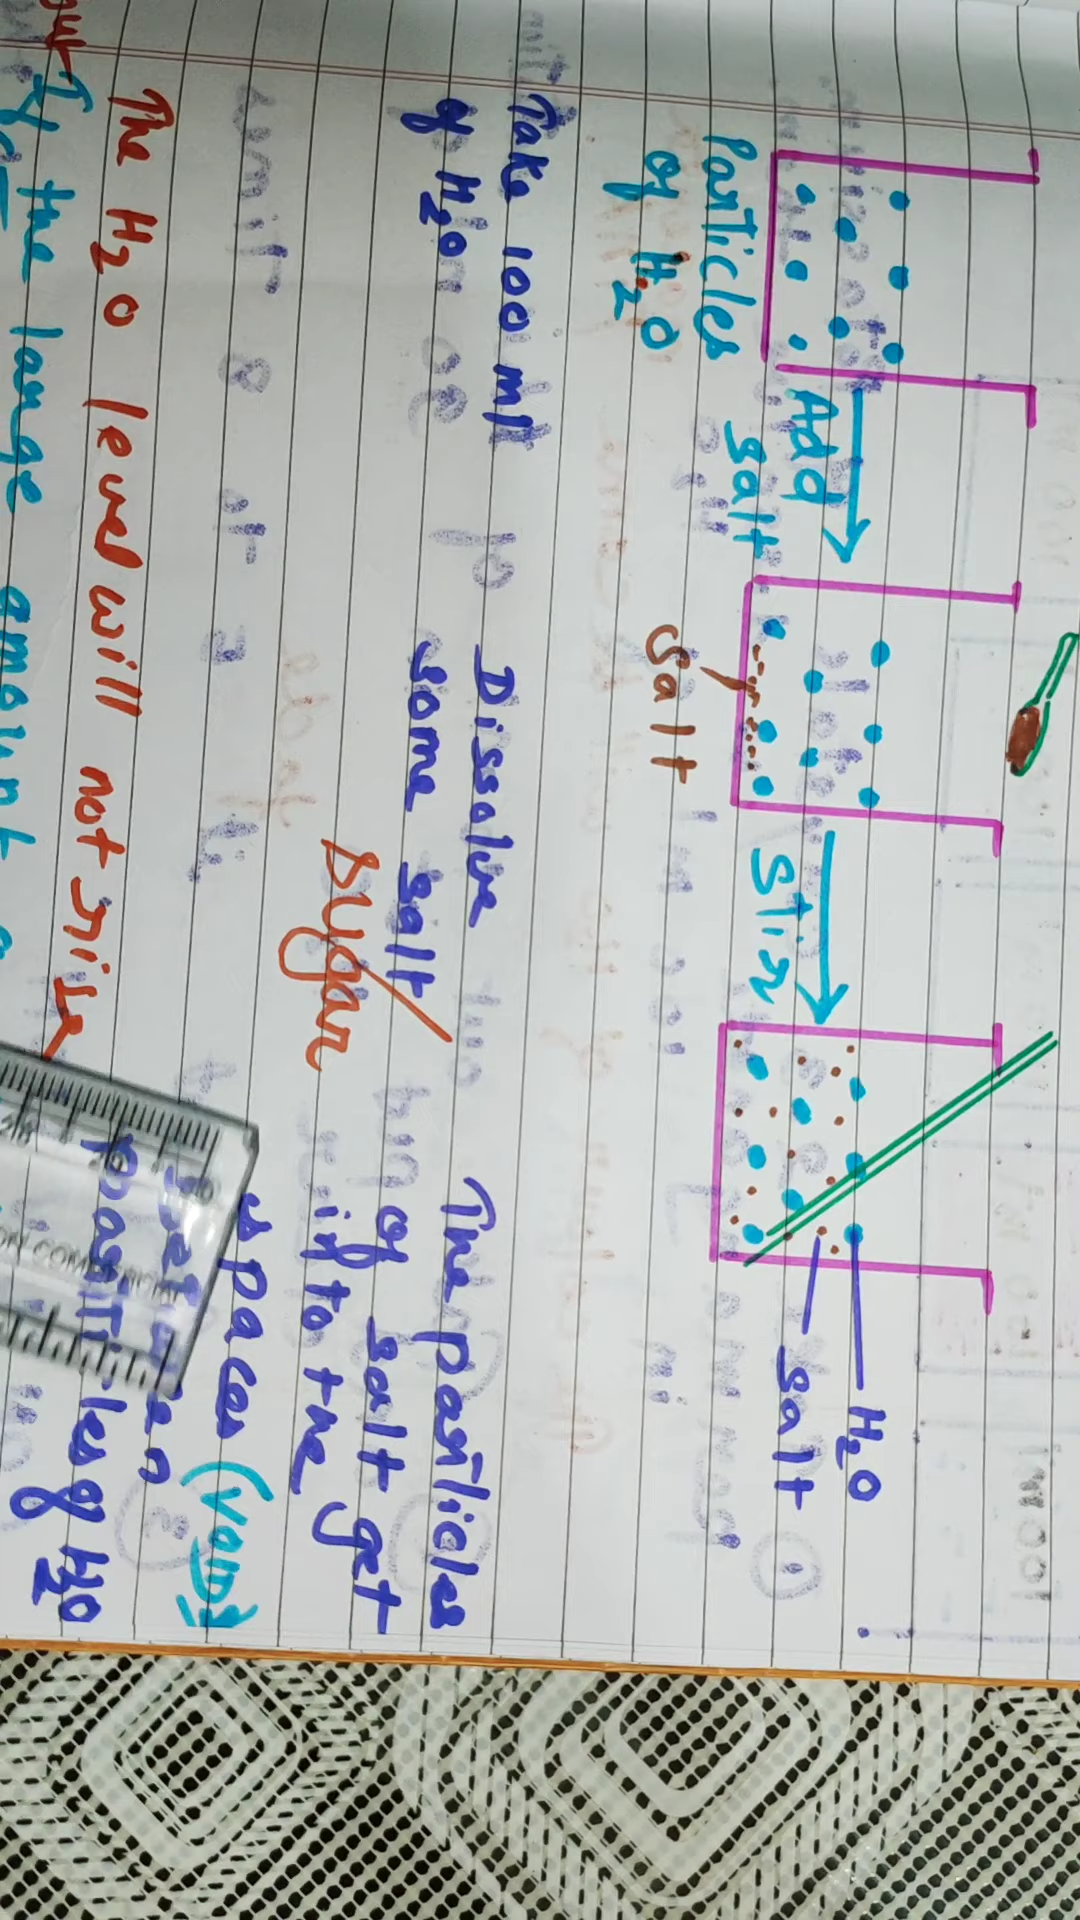 H2O
salt
Add
salt
Stir
Particles
of H2O
Salt
Take 100 ml
of H2O
Dissolve
some salt
/
sugar
The particles
of salt get
into the
spaces (VOIDS)
between
particles of H2O
The H2O level will not rise
If the large amount